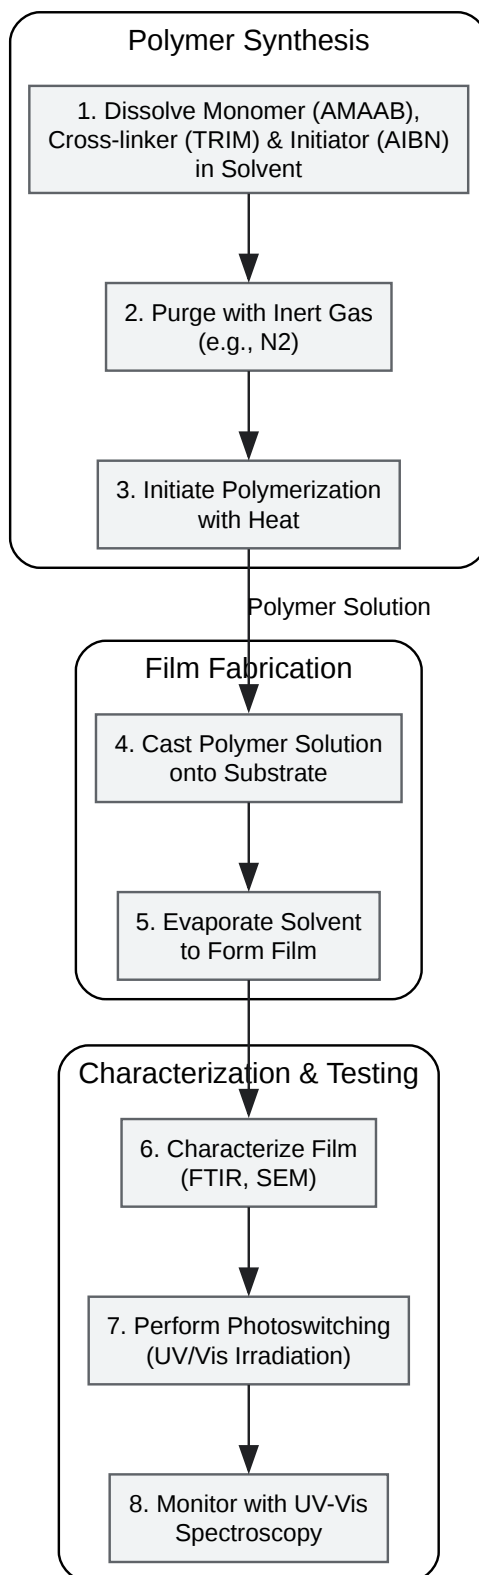 Polymer Synthesis
1. Dissolve Monomer (AMAAB),
Cross-linker (TRIM) & Initiator (AIBN)
in Solvent
2. Purge with Inert Gas
(e.g., N2)
3. Initiate Polymerization
with Heat
Polymer Solution
Film Fabrication
4. Cast Polymer Solution
onto Substrate
5. Evaporate Solvent
to Form Film
Characterization & Testing
6. Characterize Film
(FTIR, SEM)
7. Perform Photoswitching
(UV/Vis Irradiation)
8. Monitor with UV-Vis
Spectroscopy